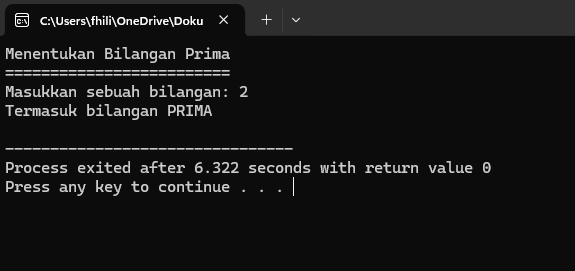 C:\Users\fhili\OneDrive\Doku
Menentukan Bilangan Prima
=========================
Masukkan sebuah bilangan: 2
Termasuk bilangan PRIMA
--------------------------------
Process exited after 6.322 seconds with return value 0
Press any key to continue . . .